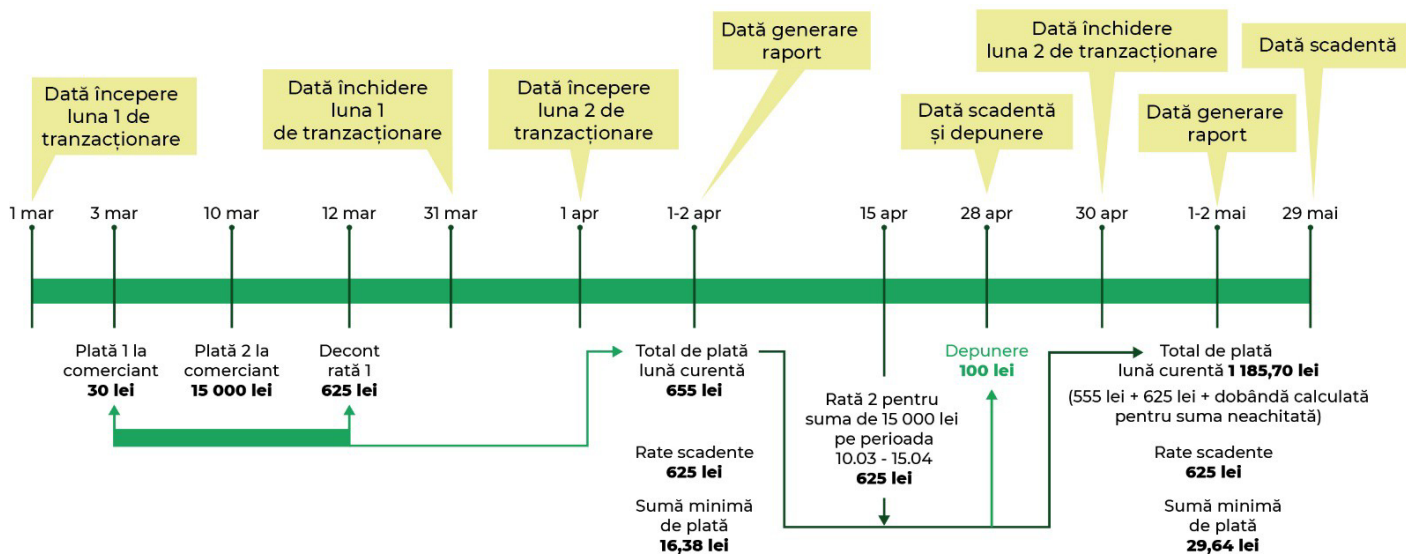 Dată începere
luna 1 de
tranzacționare
Dată închidere
luna 1
de tranzacționare
Dată începere
luna 2 de
tranzacționare
Dată generare
raport
Dată scadentă
și depunere
Dată închidere
luna 2 de tranzacționare
Dată generare
raport
Dată scadentă
1 mar
3 mar
10 mar
12 mar
31 mar
1 apr
1-2 apr
15 apr
28 apr
30 apr
1-2 mai
29 mai
Plată 1 la
comerciant
30 lei
Plată 2 la
comerciant
15 000 lei
Decont
rată 1
625 lei
Total de plată
lună curentă
655 lei
Rate scadente
625 lei
Sumă minimă
de plată
16,38 lei
Rată 2 pentru
suma de 15 000 lei
pe perioada
10.03 - 15.04
625 lei
Depunere
100 lei
Total de plată
lună curentă 1 185,70 lei
(555 lei + 625 lei + dobândă calculată
pentru suma neachitată)
Rate scadente
625 lei
Sumă minimă
de plată
29,64 lei